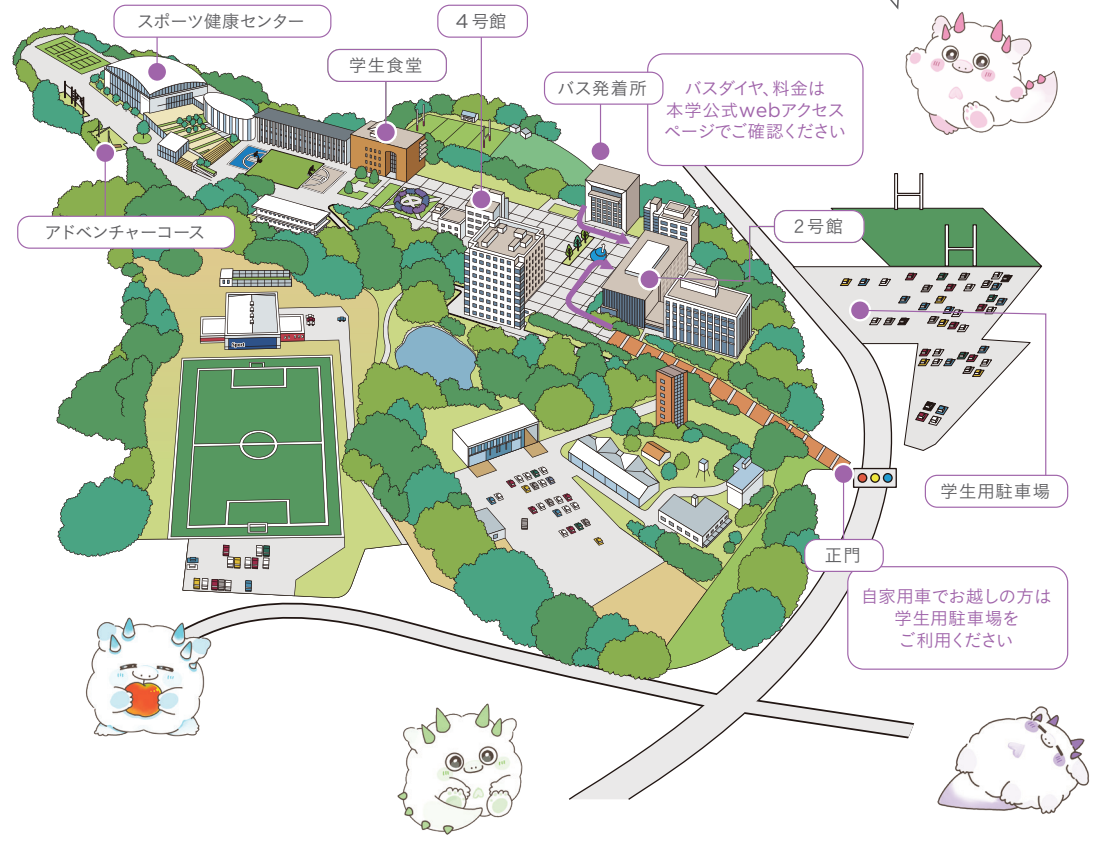 スポーツ健康センター
4号館
学生食堂
バス発着所
バスダイヤ、料金は
本学公式webアクセス
ページでご確認ください
アドベンチャーコース
2号館
Sport
学生用駐車場
正門
自家用車でお越しの方は
学生用駐車場を
ご利用ください